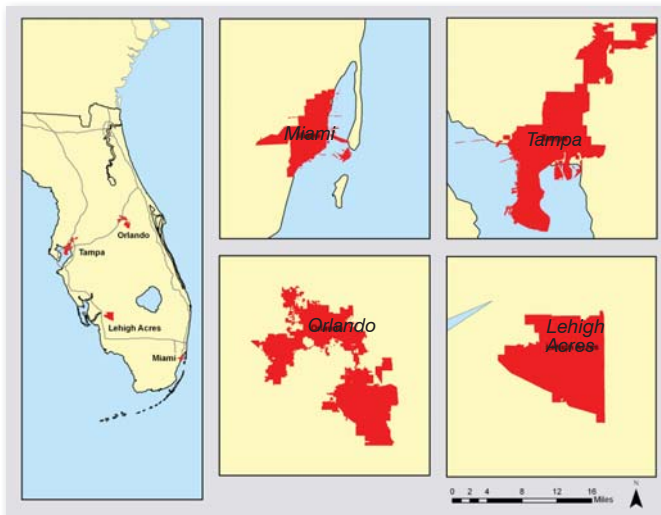 Orlando
Tampa
Lehigh Acres
Miami
Miami
Tampa
Orlando
Lehigh
Acres
0 2 4 8 12 16
Miles
N